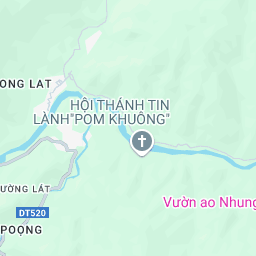 ONG LAT
HỘI THÁNH TIN
LÀNH"POM KHUÔNG"
ƯỜNG LÁT
Vườn ao Nhung
DT520
POỌNG